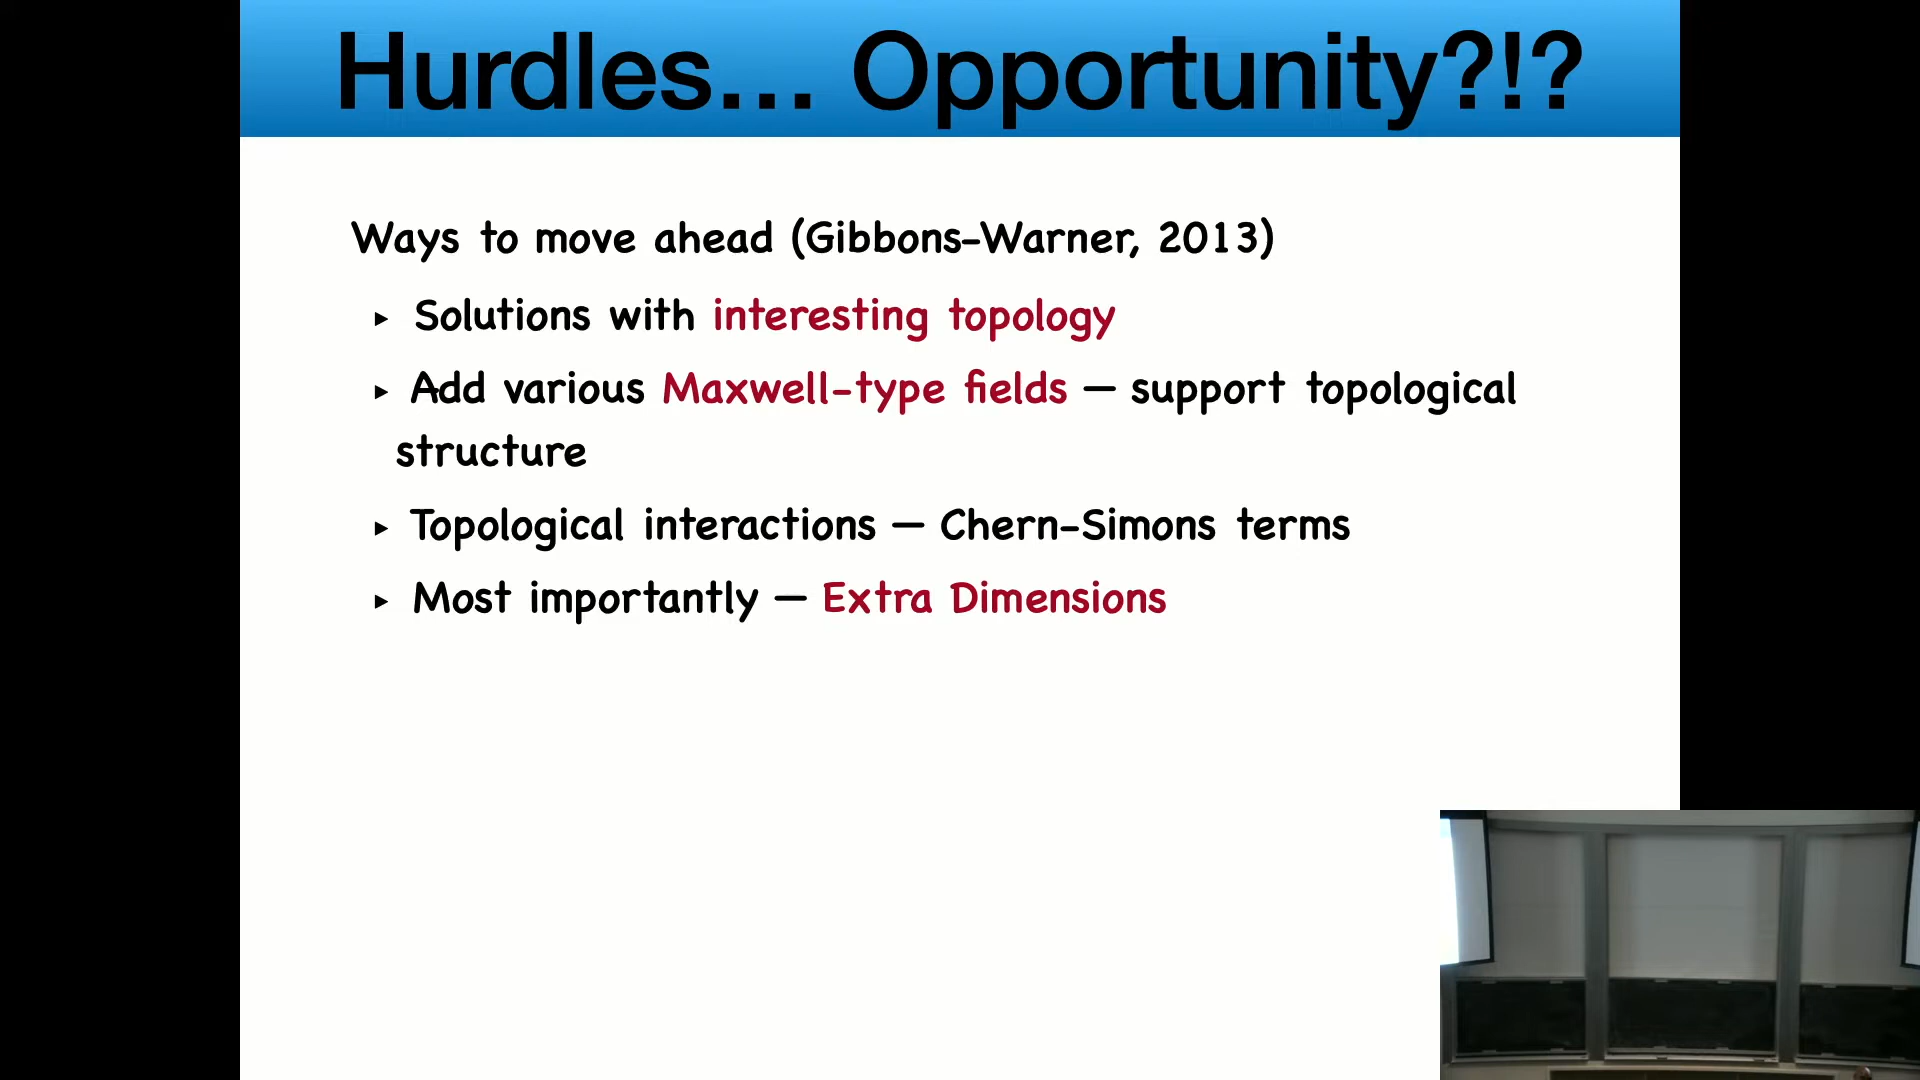 Hurdles... Opportunity?!?
Ways to move ahead (Gibbons-Warner, 2013)
▸ Solutions with interesting topology
▸ Add various Maxwell-type fields — support topological
structure
▸ Topological interactions — Chern-Simons terms
▸ Most importantly — Extra Dimensions